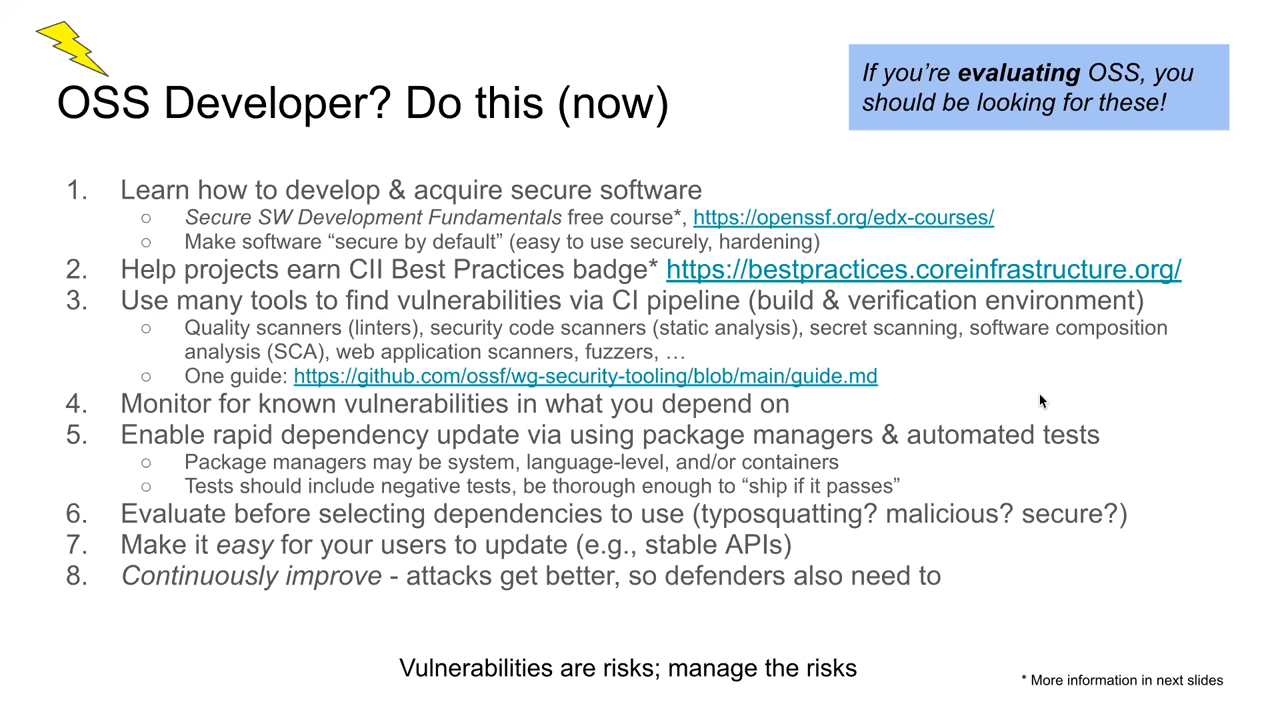 OSS Developer? Do this (now)
If you’re evaluating OSS, you
should be looking for these!
1. Learn how to develop & acquire secure software
○ Secure SW Development Fundamentals free course*, https://openssf.org/edx-courses/
○ Make software “secure by default” (easy to use securely, hardening)
2. Help projects earn CII Best Practices badge* https://bestpractices.coreinfrastructure.org/
3. Use many tools to find vulnerabilities via CI pipeline (build & verification environment)
○ Quality scanners (linters), security code scanners (static analysis), secret scanning, software composition
analysis (SCA), web application scanners, fuzzers, …
○ One guide: https://github.com/ossf/wg-security-tooling/blob/main/guide.md
4. Monitor for known vulnerabilities in what you depend on
5. Enable rapid dependency update via using package managers & automated tests
○ Package managers may be system, language-level, and/or containers
○ Tests should include negative tests, be thorough enough to “ship if it passes”
6. Evaluate before selecting dependencies to use (typosquatting? malicious? secure?)
7. Make it easy for your users to update (e.g., stable APIs)
8. Continuously improve - attacks get better, so defenders also need to
Vulnerabilities are risks; manage the risks
* More information in next slides